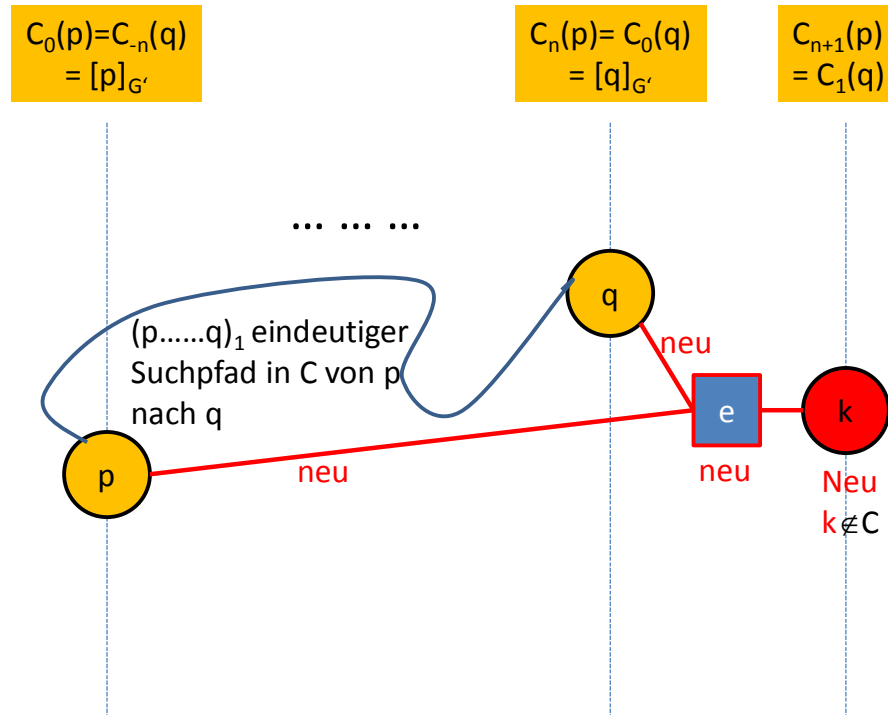 C₀(p)=C₋ₙ(q)
= [p]G‘
Cₙ(p)= C₀(q)
= [q]G‘
Cₙ₊₁(p)
= C₁(q)
... ... ...
q
(p......q)₁ eindeutiger
Suchpfad in C von p
nach q
neu
e
k
p
neu
neu
Neu
k∉C